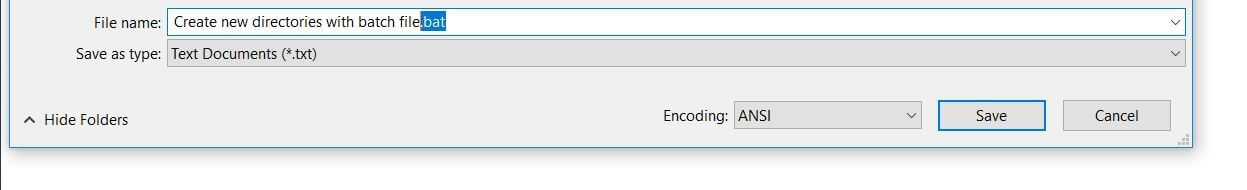 File name: Create new directories with batch file.bat
Save as type: Text Documents (*.txt)
Hide Folders Encoding: ANSI Save Cancel